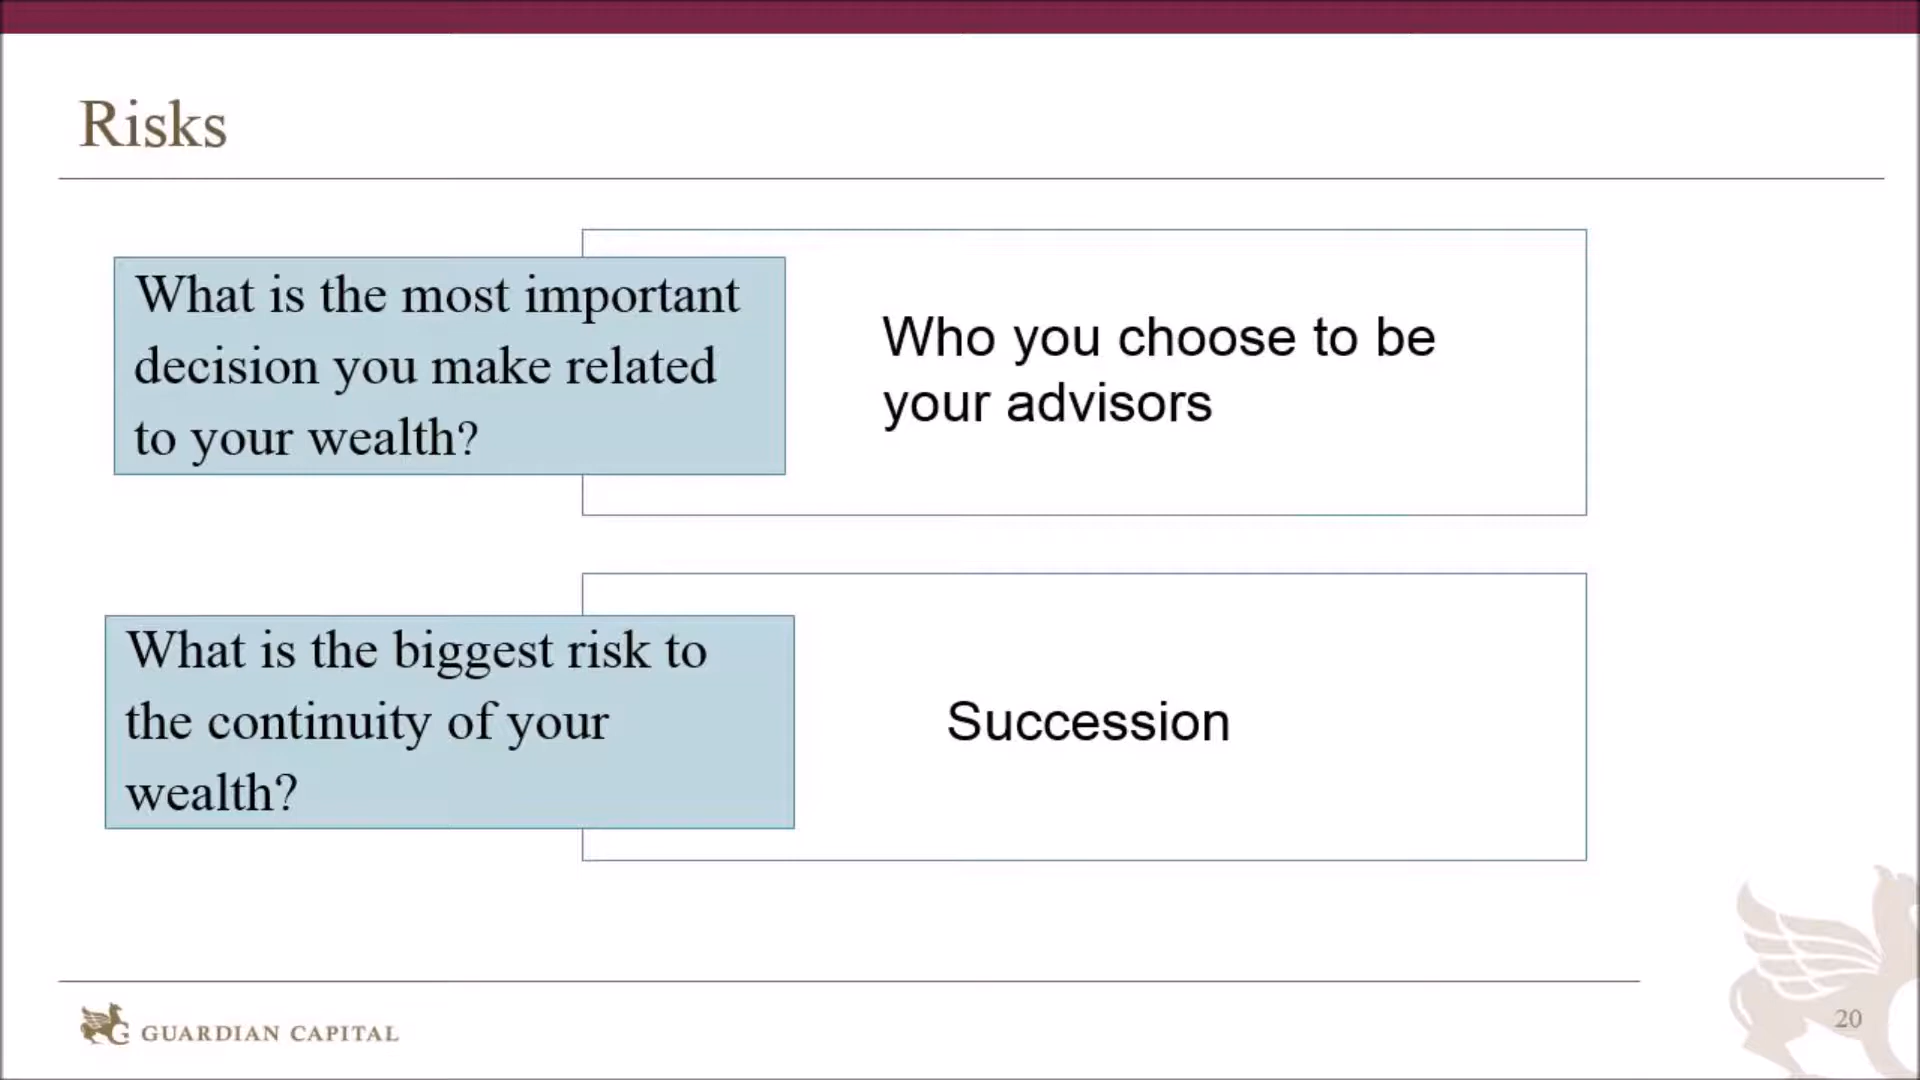 Risks
What is the most important
decision you make related
to your wealth?
Who you choose to be
your advisors
What is the biggest risk to
the continuity of your
wealth?
Succession
GUARDIAN CAPITAL
20